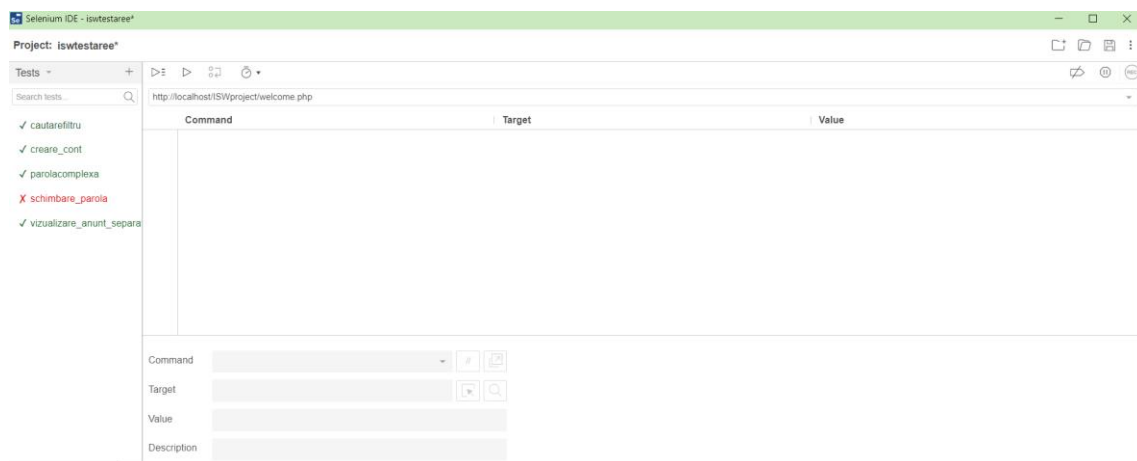 Selenium IDE - iswtestaree*
Project: iswtestaree*
Tests
Search tests...
http://localhost/ISWproject/welcome.php
Command Target Value
✓ cautarefiltru
✓ creare_cont
✓ parolacomplexa
✗ schimbare_parola
✓ vizualizare_anunt_separa
Command
//
Target
Value
Description